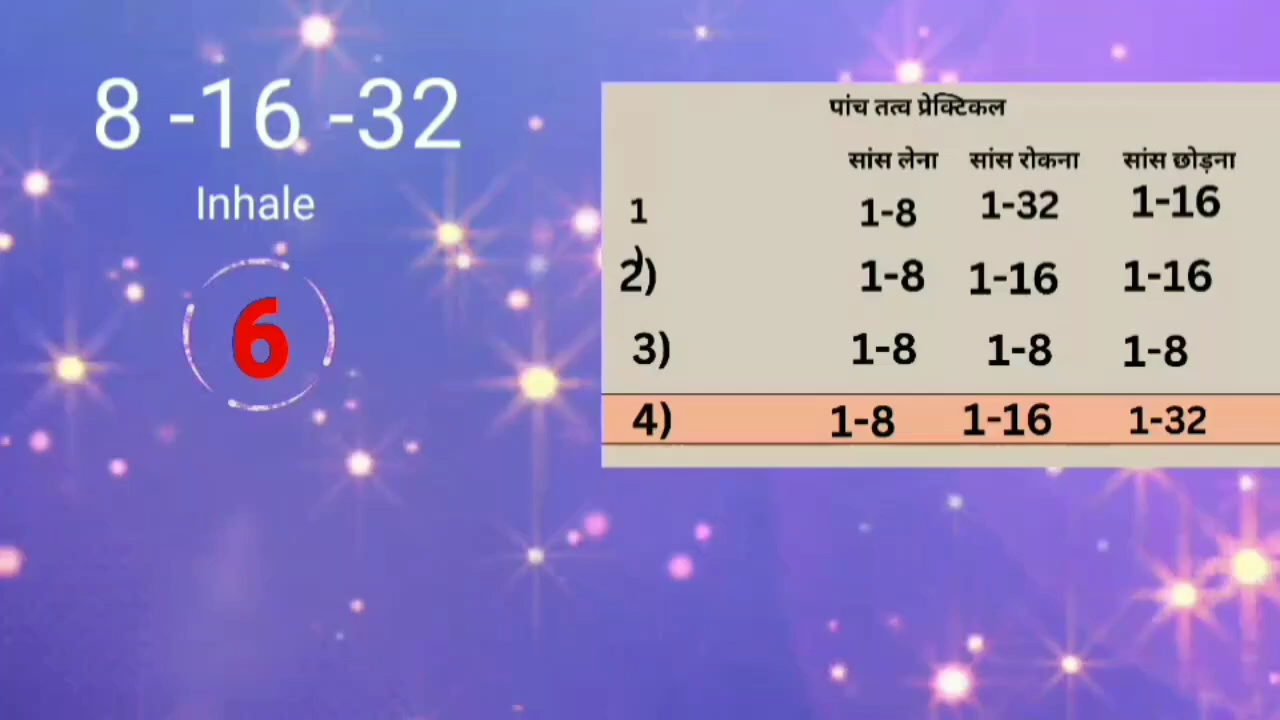 8 -16 -32
Inhale
6
पांच तत्व प्रेक्टिकल
सांस लेना सांस रोकना सांस छोड़ना
1 1-8 1-32 1-16
)
2) 1-8 1-16 1-16
3) 1-8 1-8 1-8
4) 1-8 1-16 1-32